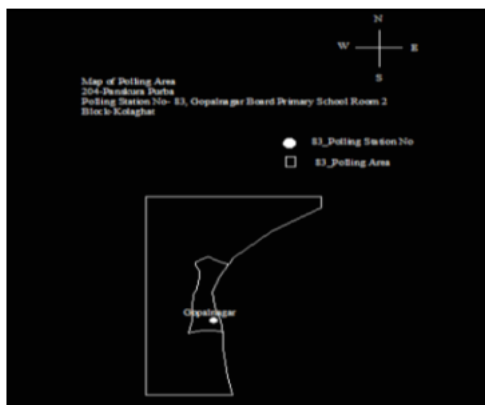 N
W E
S
Map of Polling Area
204-Panskura Purba
Polling Station No- 83, Gopalnagar Board Primary School Room 2
Block-Kolaghat
83_Polling Station No
83_Polling Area
Gopalnagar